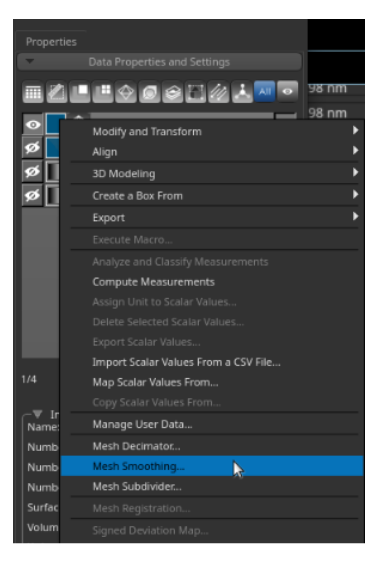 Properties
Data Properties and Settings
All
98 nm
98 nm
Modify and Transform
Align
3D Modeling
Create a Box From
Export
Execute Macro...
Analyze and Classify Measurements
Compute Measurements
Assign Unit to Scalar Values...
Delete Selected Scalar Values...
Export Scalar Values...
Import Scalar Values From a CSV File...
Map Scalar Values From...
1/4
Copy Scalar Values From...
Manage User Data...
Name:
Mesh Decimator...
Numb
Mesh Smoothing...
Numb
Mesh Subdivider...
Numb
Mesh Registration...
Surfac
Signed Deviation Map...
Volum